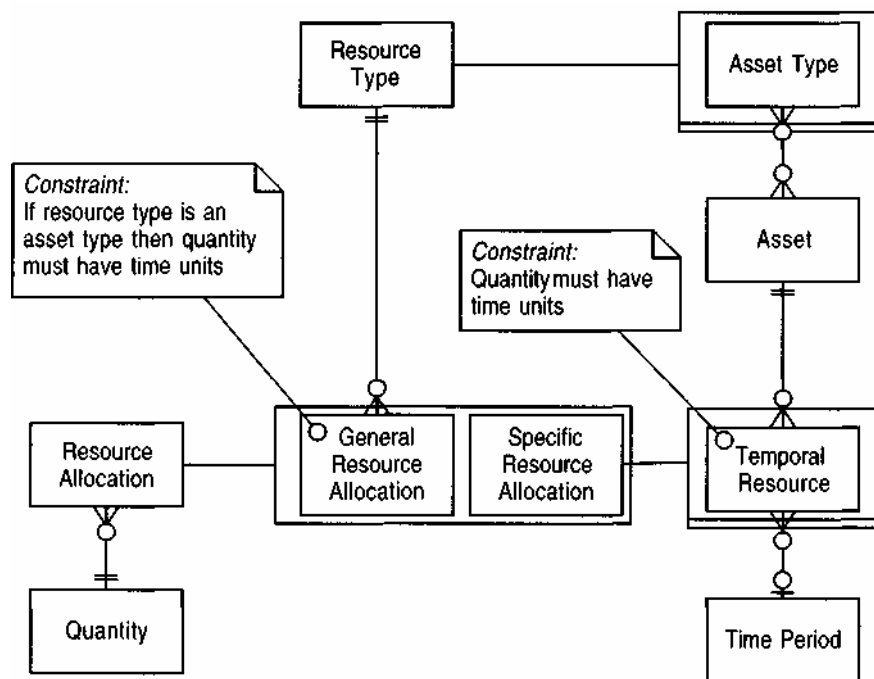 Resource
Type
Asset Type
Constraint:
If resource type is an
asset type then quantity
must have time units
Asset
Constraint:
Quantity must have
time units
Resource
Allocation
General
Resource
Allocation
Specific
Resource
Allocation
Temporal
Resource
Quantity
Time Period